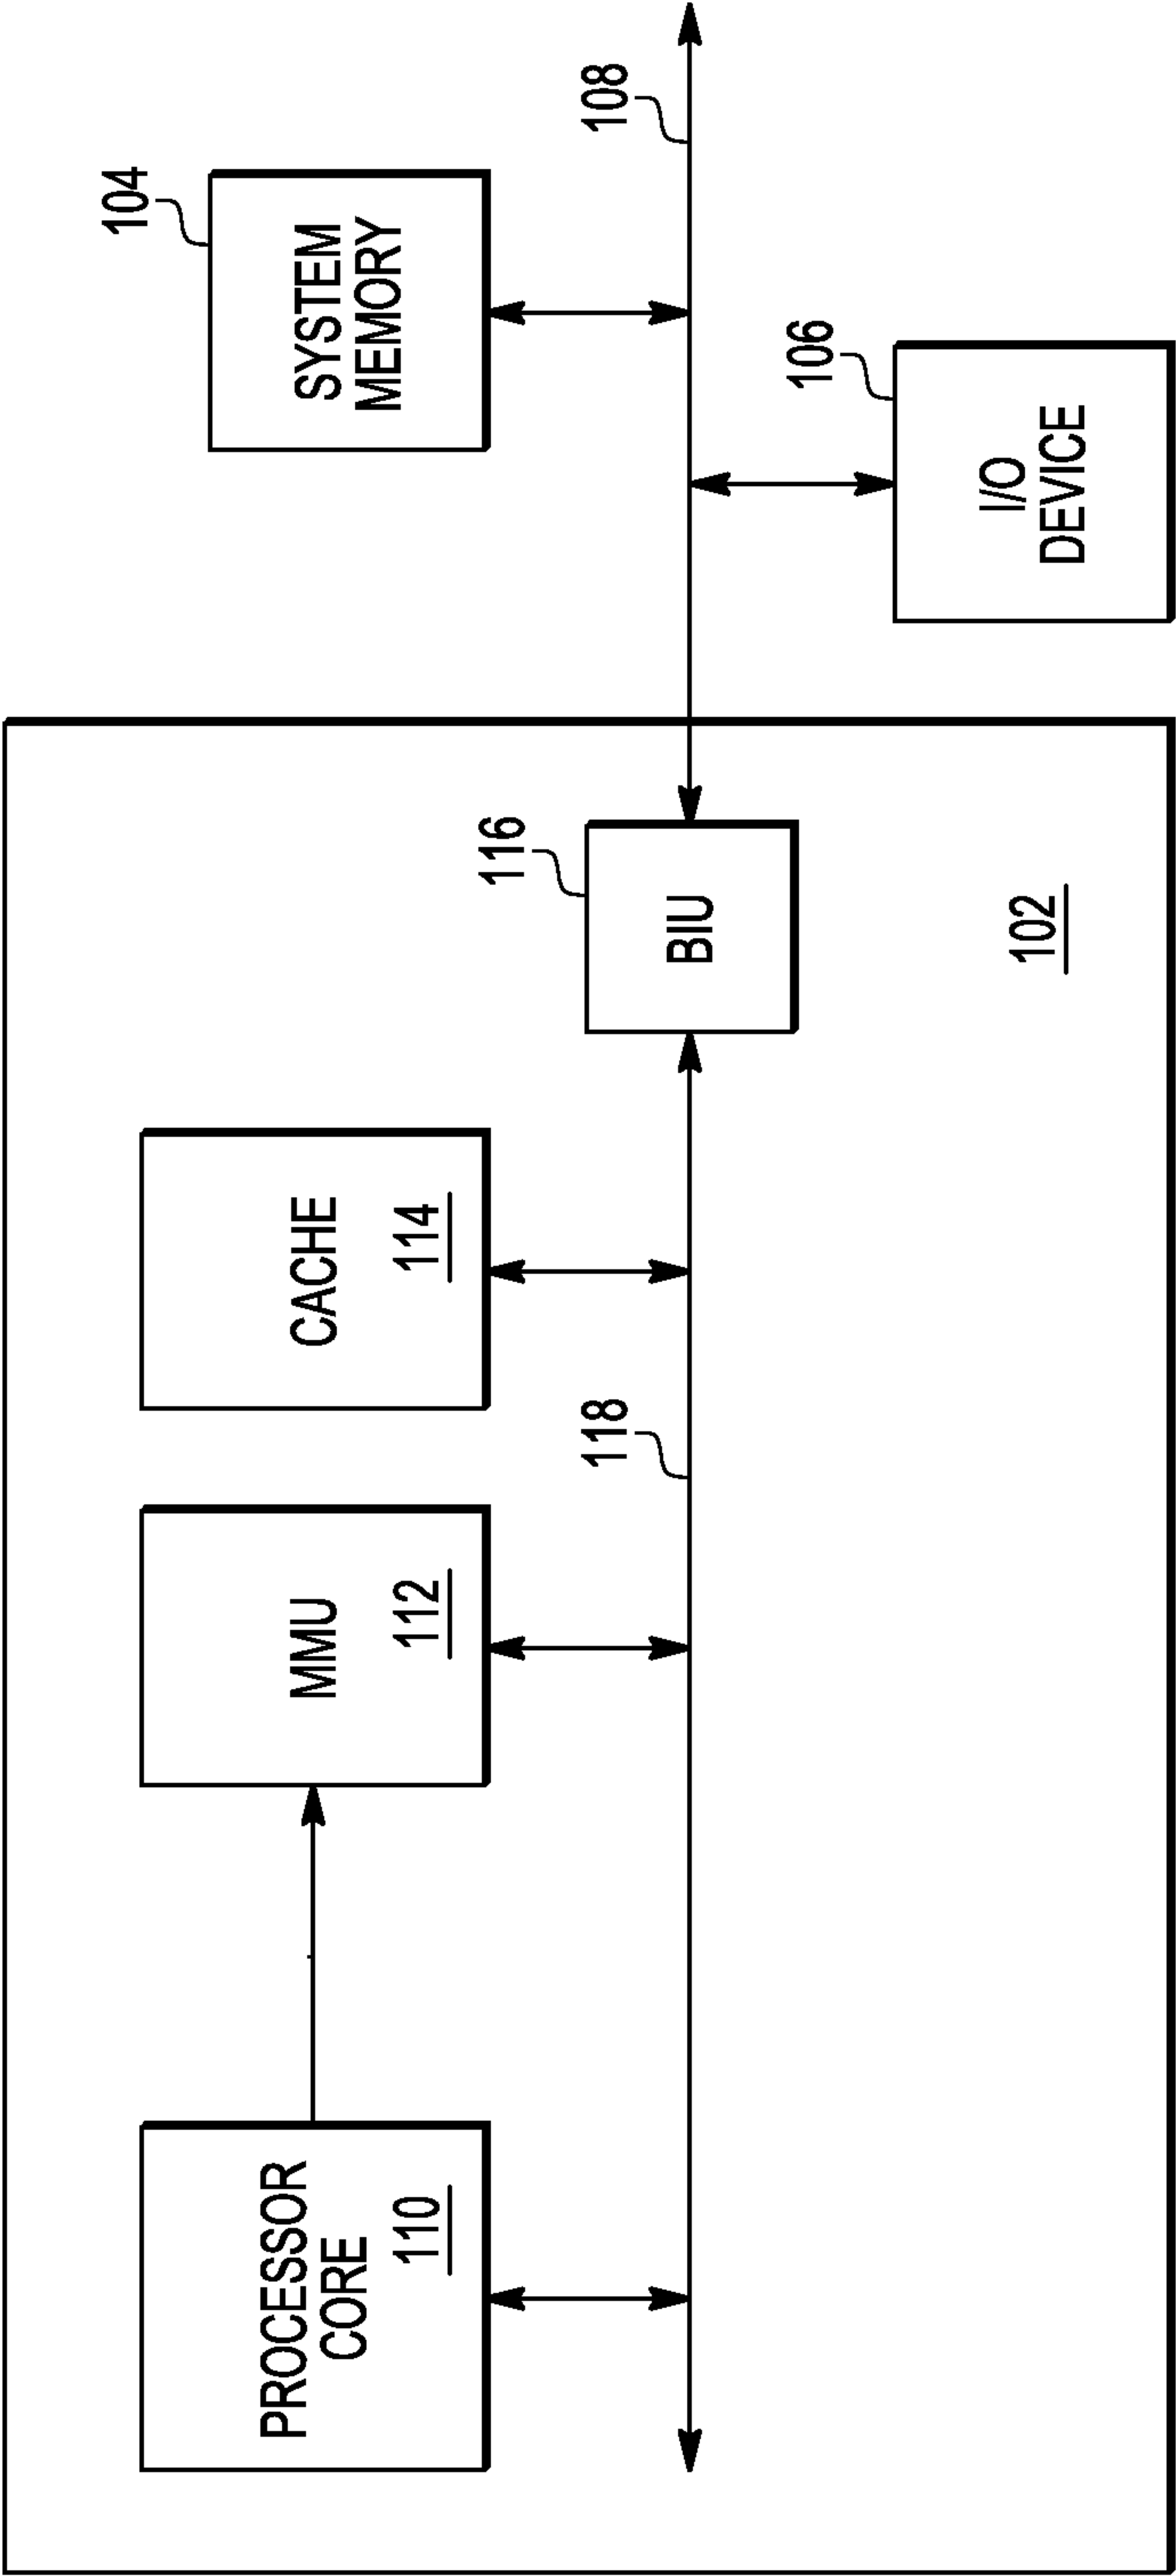 PROCESSOR
CORE
110
MMU
112
CACHE
114
118
116
BIU
102
104
SYSTEM
MEMORY
108
106
I/O
DEVICE